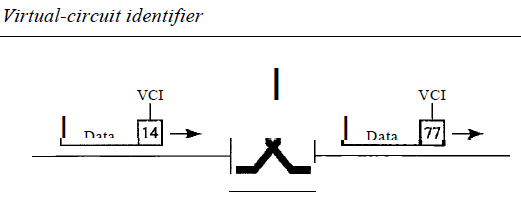 Virtual-circuit identifier
VCI VCI
Data 14 Data 77